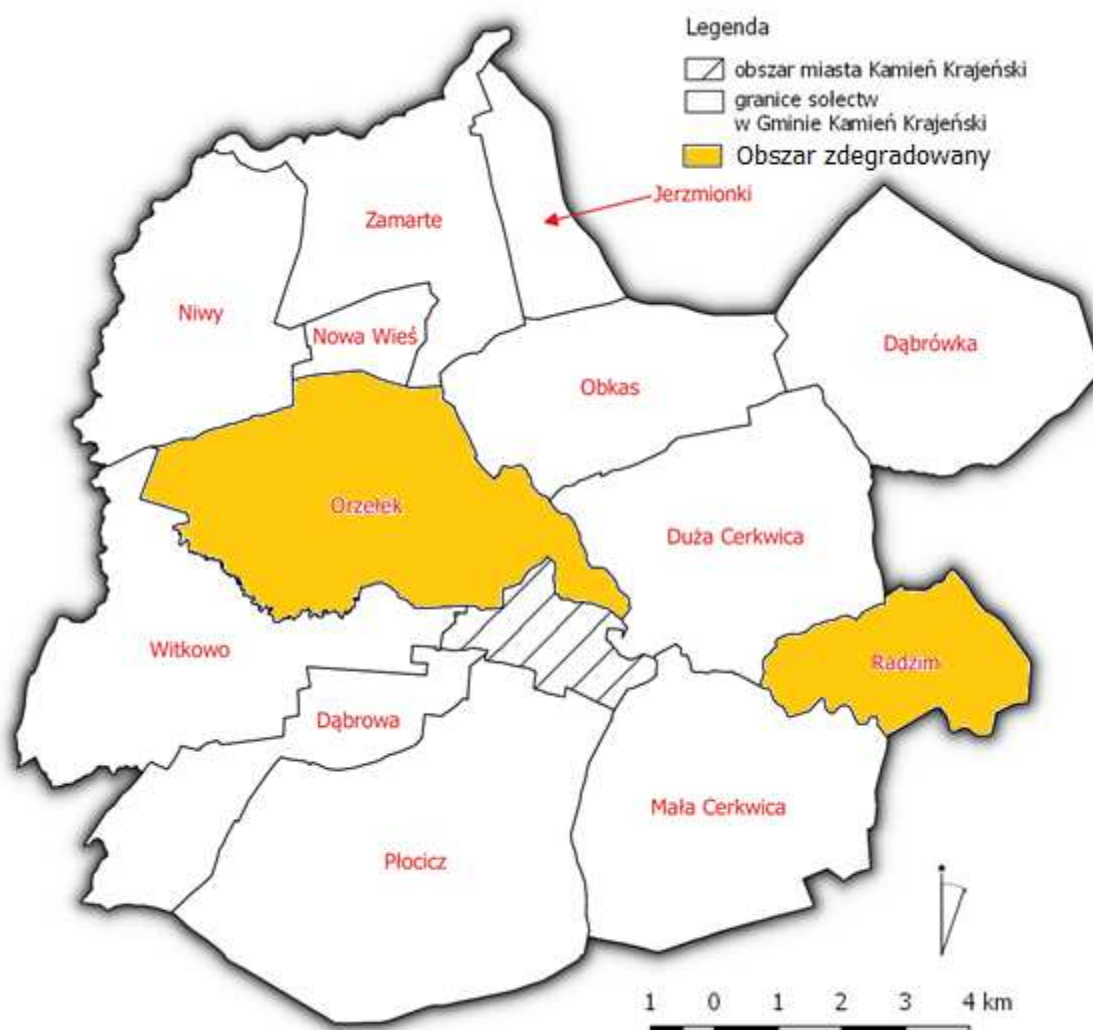 Legenda
obszar miasta Kamień Krajeński
granice sołectw
w Gminie Kamień Krajeński
Obszar zdegradowany
Jerzmionki
Zamarte
Niwy
Nowa Wieś
Dąbrówka
Obkas
Orzełek
Duża Cerkwica
Witkowo
Radzim
Dąbrowa
Mała Cerkwica
Płocicz
1 0 1 2 3 4 km